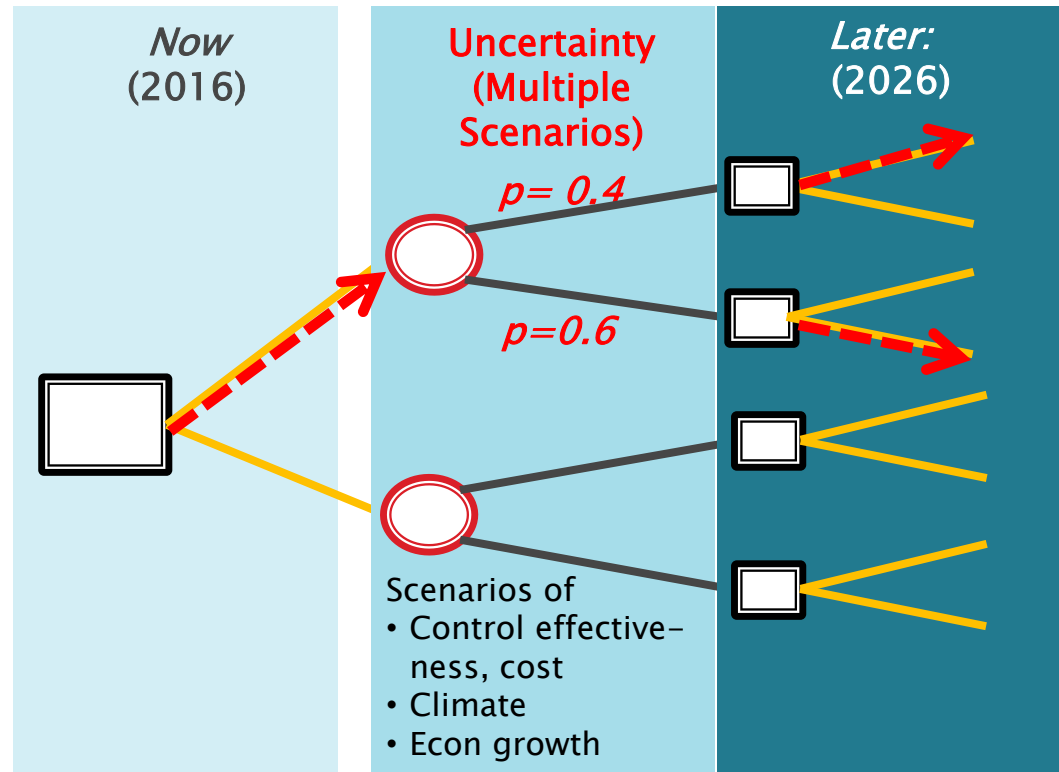 Now
(2016)
Uncertainty
(Multiple
Scenarios)
p= 0.4
p=0.6
Scenarios of
• Control effective-
ness, cost
• Climate
• Econ growth
Later:
(2026)